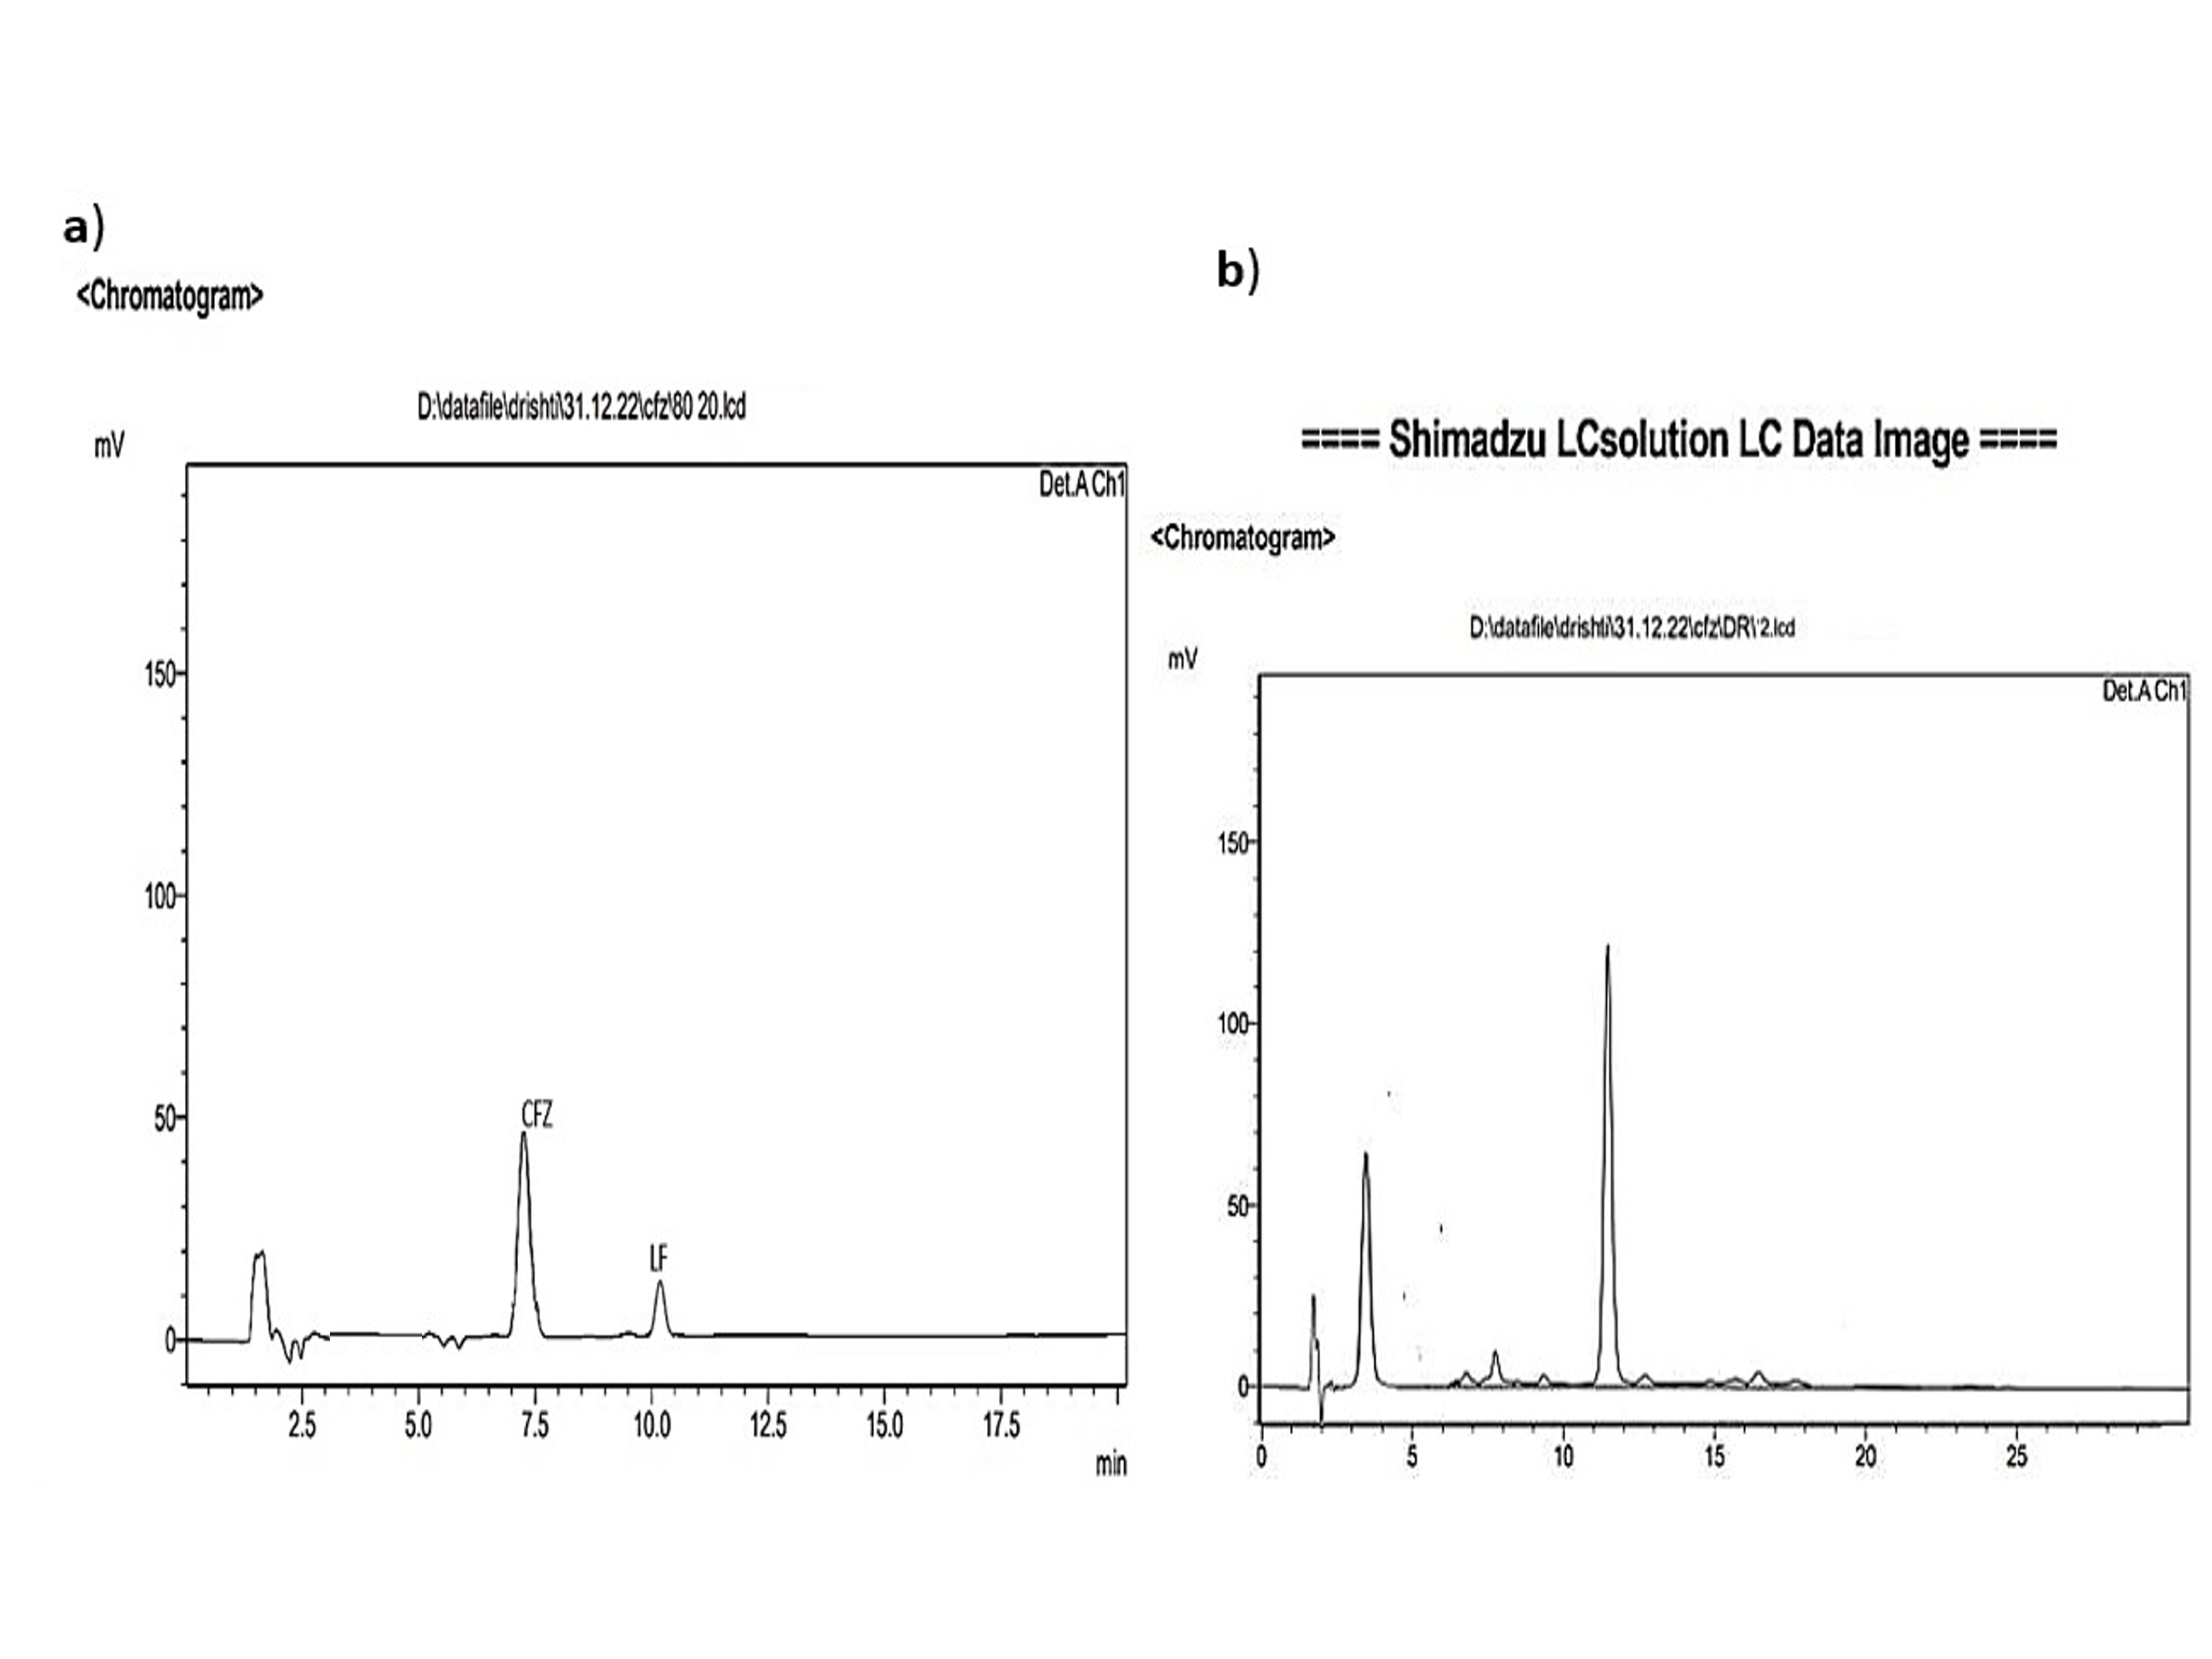 a)
<Chromatogram>
D:\datafile\drishti\31.12.22\cfz\80 20.lcd
mV
Det.A Ch1
150
100
50
0
CFZ
LF
2.5 5.0 7.5 10.0 12.5 15.0 17.5
min
b)
==== Shimadzu LCsolution LC Data Image ====
<Chromatogram>
D:\datafile\drishti\31.12.22\cfz\DR\'2.lcd
mV
Det.A Ch1
150
100
50
0
0 5 10 15 20 25